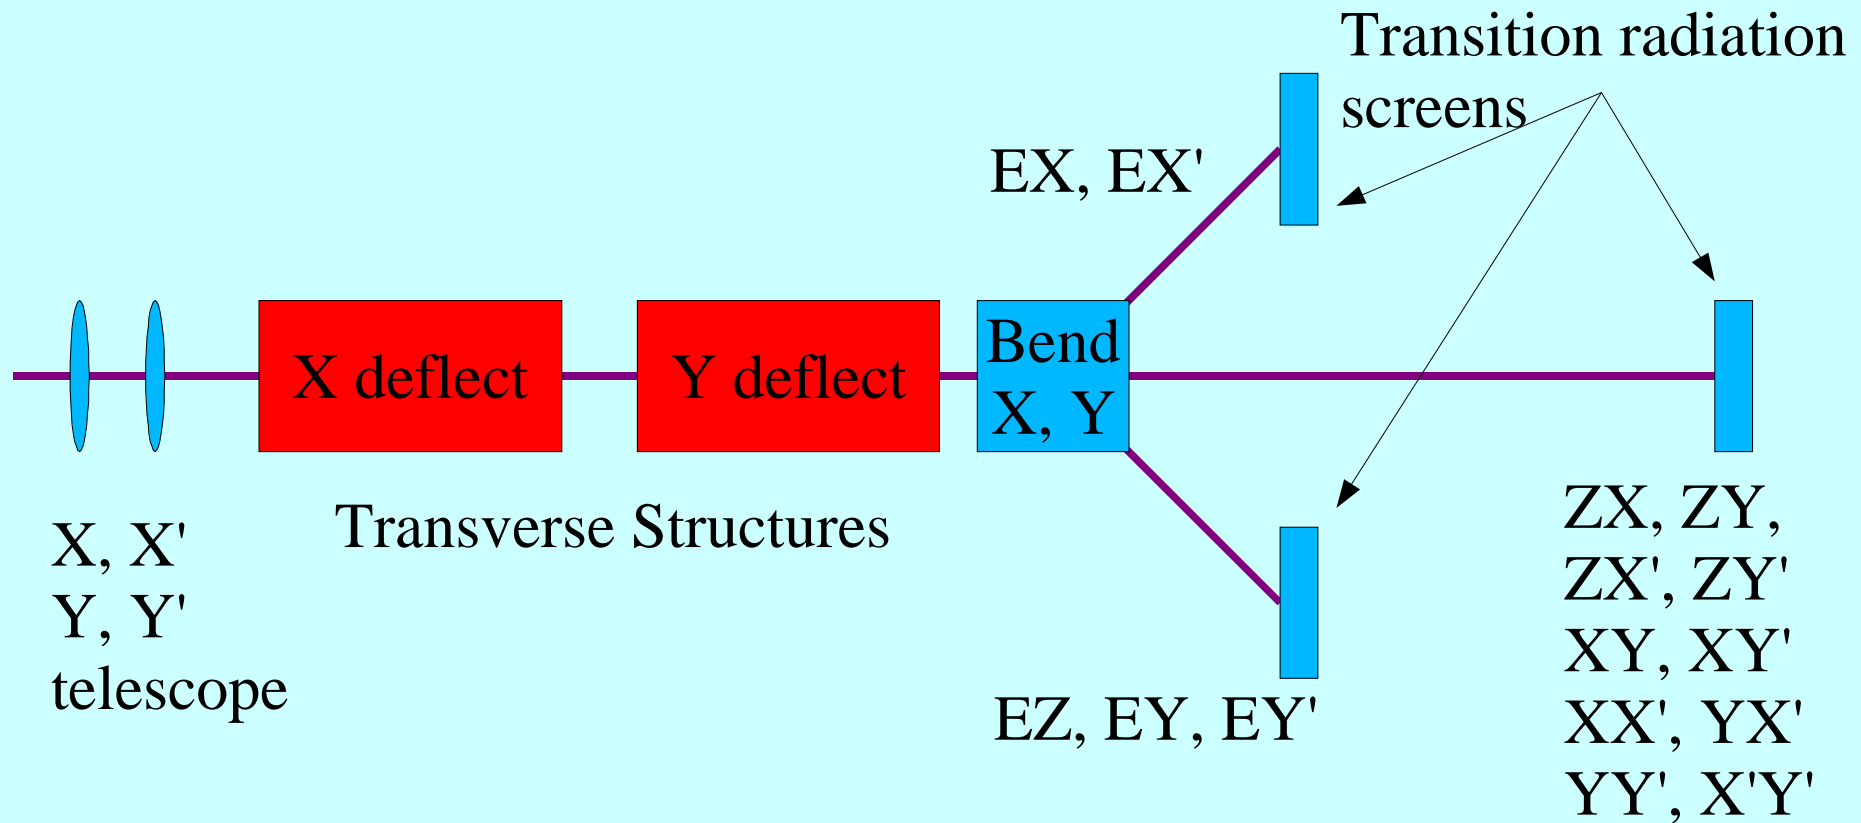 Transition radiation
screens
EX, EX'
X deflect
Y deflect
Bend
X, Y
Transverse Structures
X, X'
Y, Y'
telescope
EZ, EY, EY'
ZX, ZY,
ZX', ZY'
XY, XY'
XX', YX'
YY', X'Y'